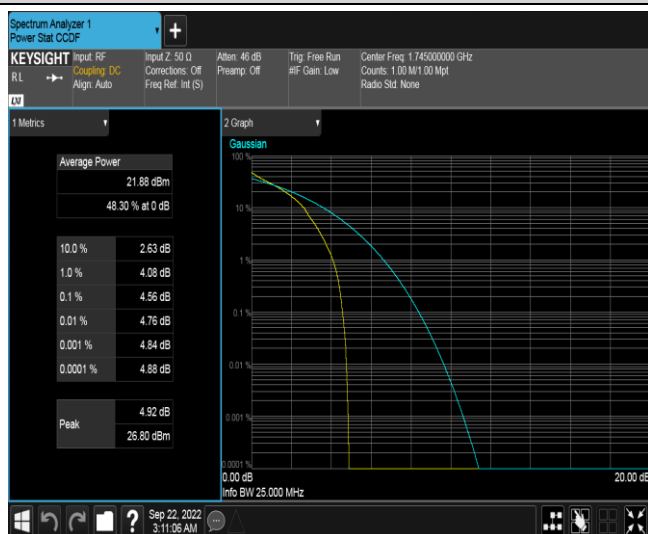 Spectrum Analyzer 1
Power Stat CCDF
+
KEYSIGHT
RL
LXI
Input: RF
Coupling: DC
Align: Auto
Input Z: 50 Ω
Corrections: Off
Freq Ref: Int (S)
Atten: 46 dB
Preamp: Off
Trig: Free Run
#IF Gain: Low
Center Freq: 1.745000000 GHz
Counts: 1.00 M/1.00 Mpt
Radio Std: None
1 Metrics
Average Power
21.88 dBm
48.30 % at 0 dB
10.0 % 2.63 dB
1.0 % 4.08 dB
0.1 % 4.56 dB
0.01 % 4.76 dB
0.001 % 4.84 dB
0.0001 % 4.88 dB
Peak
4.92 dB
26.80 dBm
2 Graph
Gaussian
100 %
10 %
1 %
0.1 %
0.01 %
0.001 %
0.0001 %
0.00 dB 20.00 dB
Info BW 25.000 MHz
?
Sep 22, 2022
3:11:06 AM